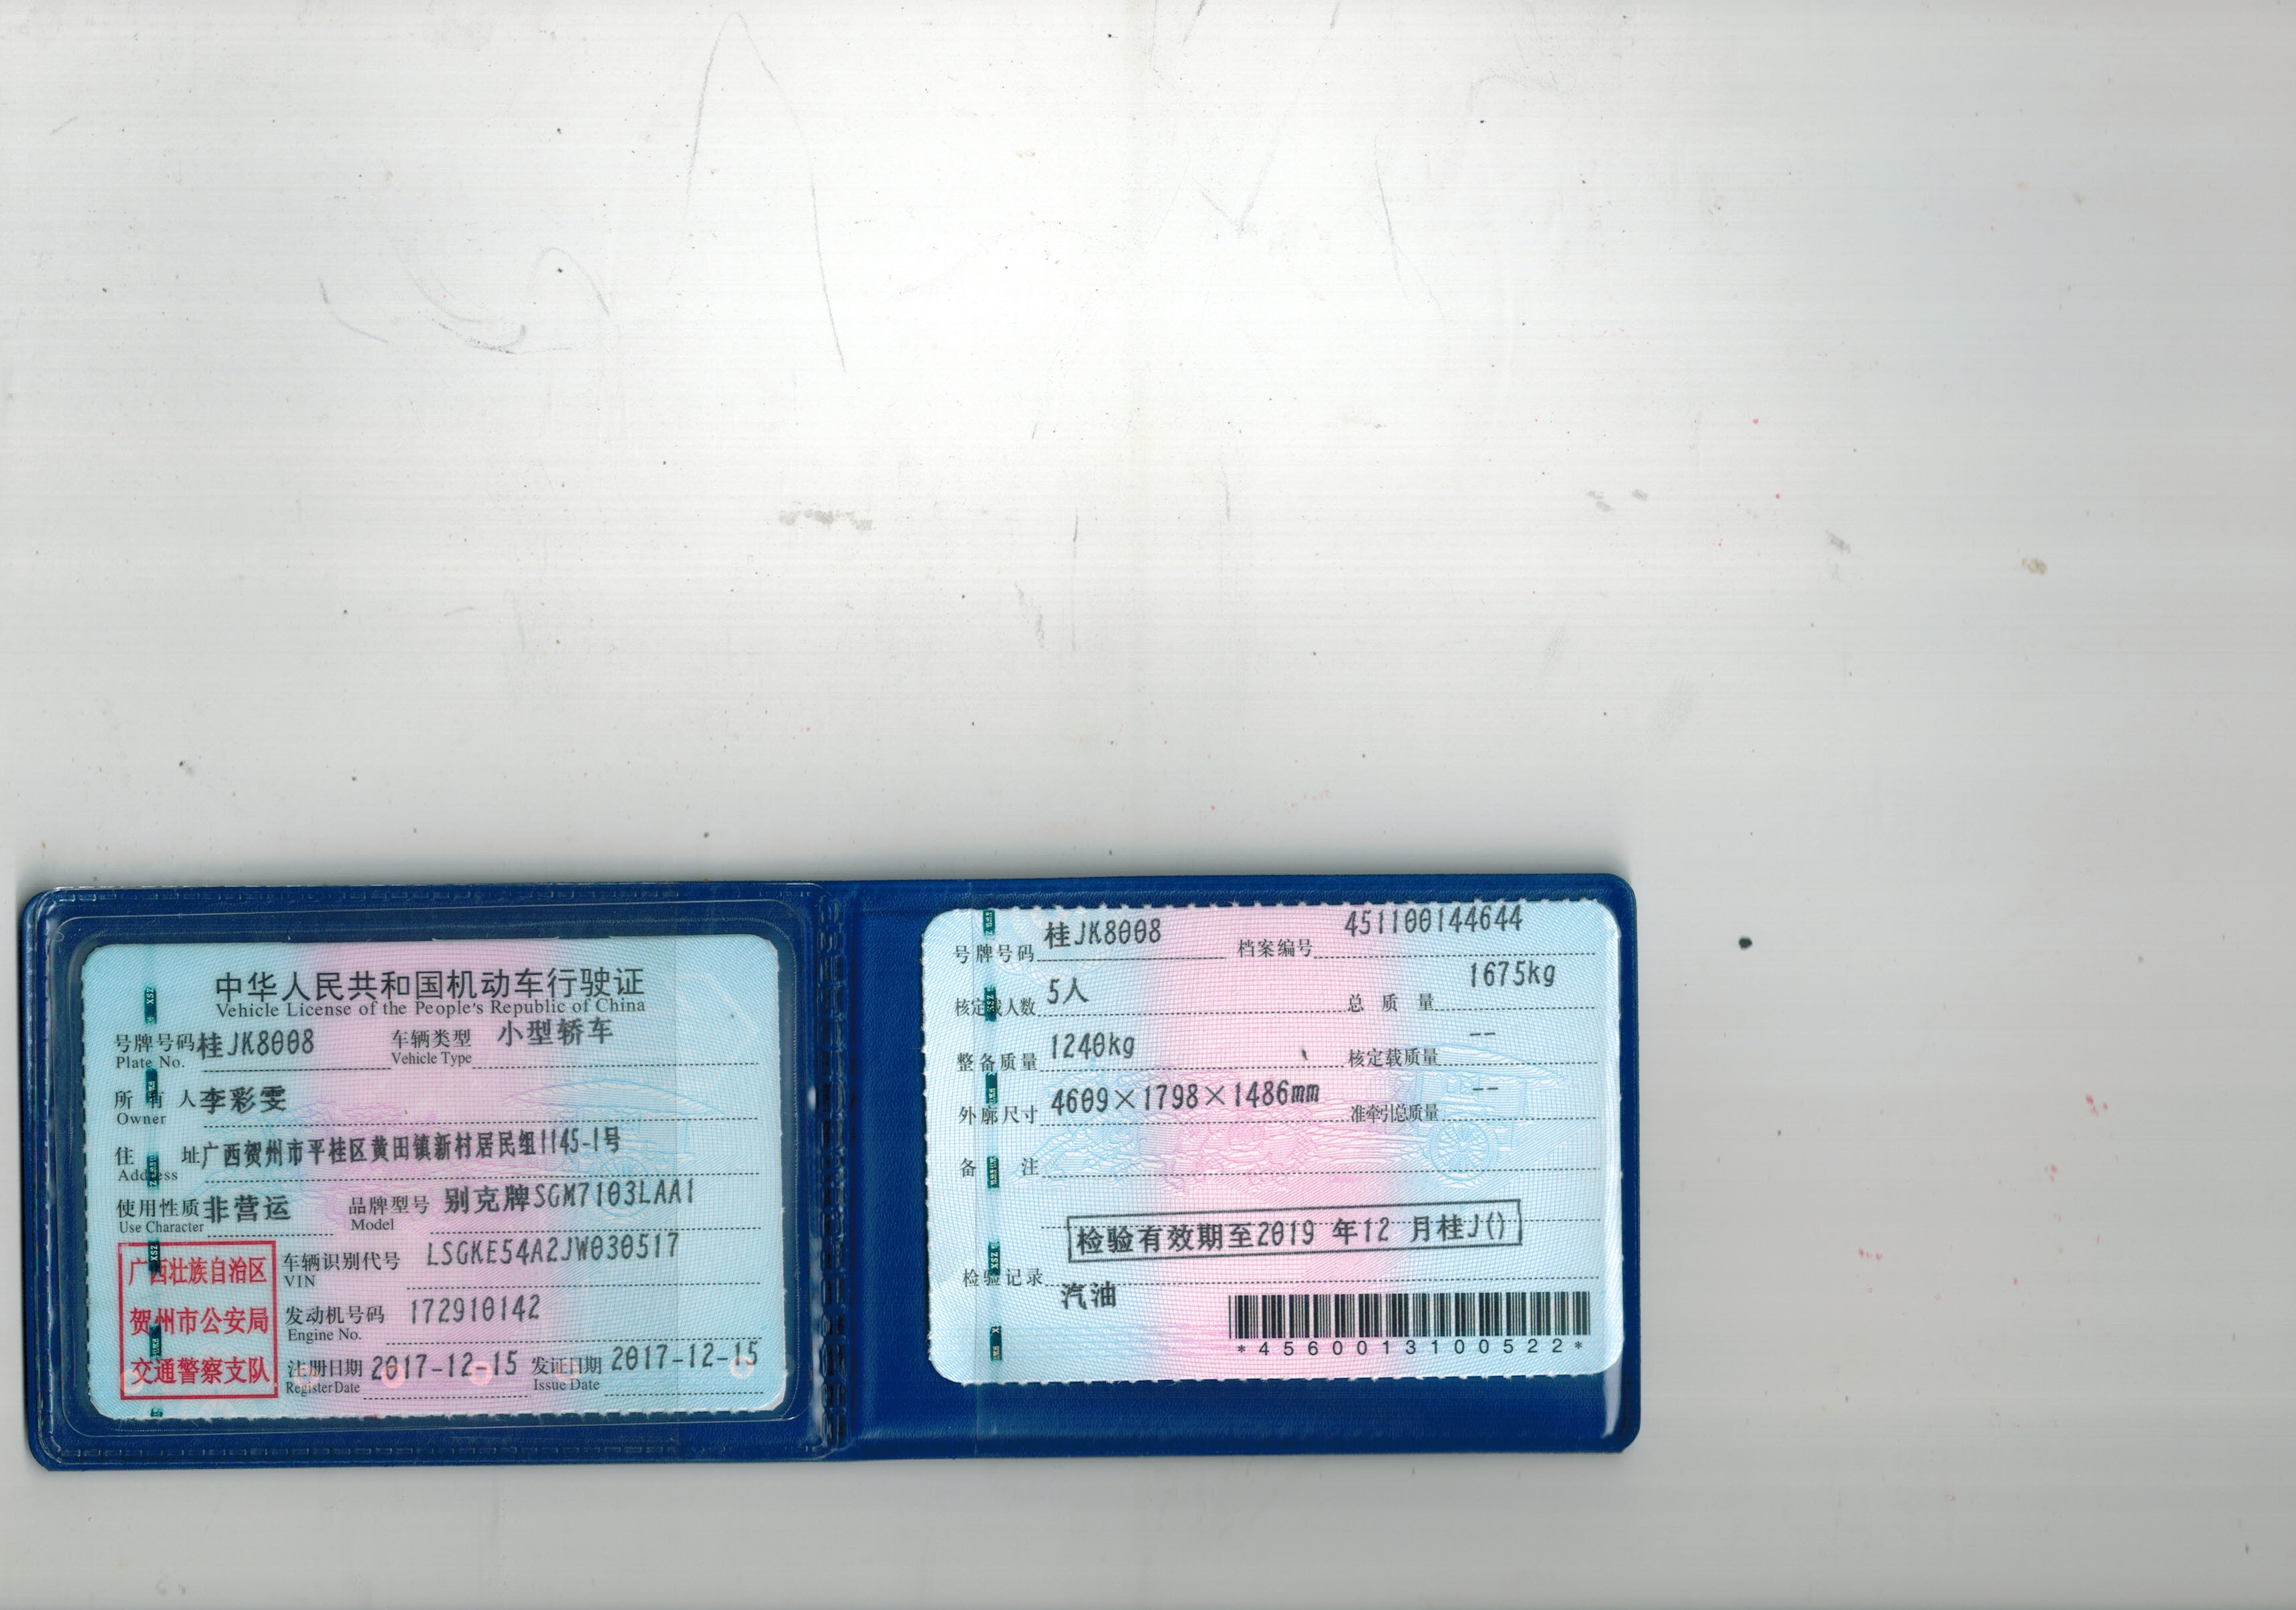 中华人民共和国机动车行驶证
Vehicle License of the People's Republic of China
号牌号码 桂JK8008 车辆类型 小型轿车
Plate No. Vehicle Type
所有人 李彩雯
Owner
住址 广西贺州市平桂区黄田镇新村居民组1145-1号
Address
使用性质 非营运 品牌型号 别克牌SGM7103LAA1
Use Character Model
广西壮族自治区
贺州市公安局
交通警察支队
车辆识别代号 LSGKE54A2JW030517
VIN
发动机号码 172910142
Engine No.
注册日期 2017-12-15 发证日期 2017-12-15
Register Date Issue Date
号牌号码 桂JK8008 档案编号 451100144644
核定载人数 5人 总质量 1675kg
整备质量 1240kg 核定载质量 --
外廓尺寸 4609×1798×1486mm 准牵引总质量 --
备注
检验有效期至2019 年12 月桂J()
检验记录
汽油
*4560013100522*